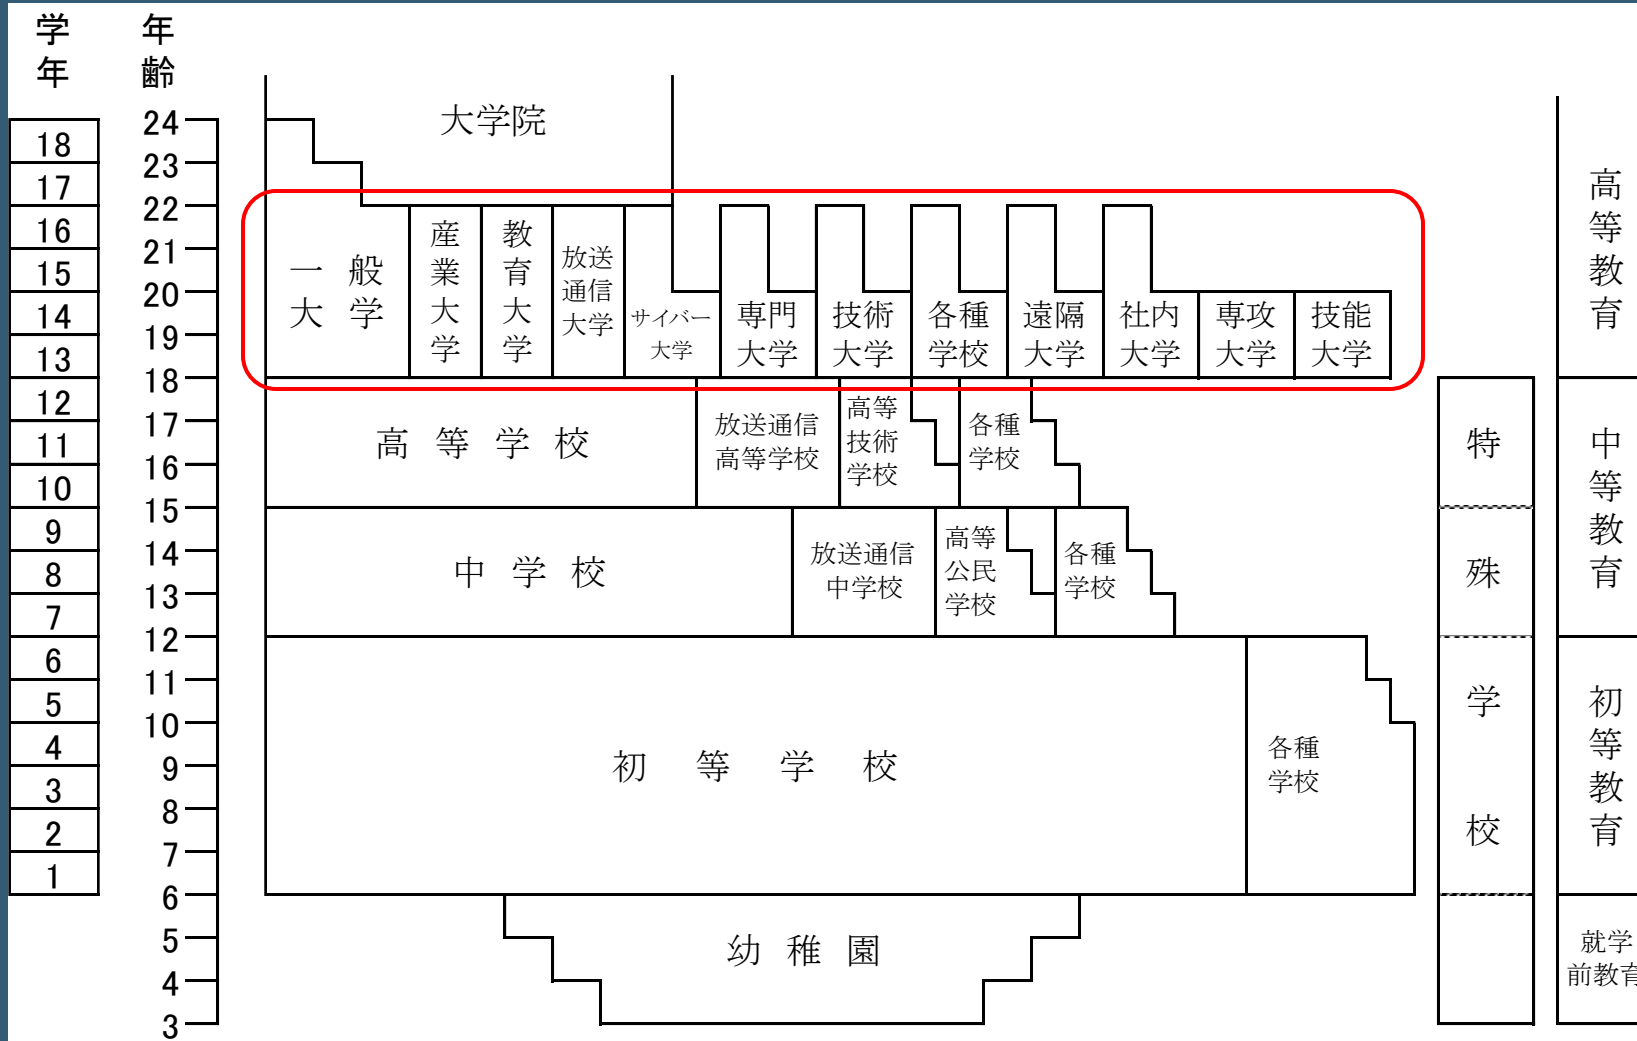 学年
年齢
24
23
22
21
20
19
18
17
16
15
14
13
12
11
10
9
8
7
6
5
4
3
18
17
16
15
14
13
12
11
10
9
8
7
6
5
4
3
2
1
大学院
一般
大学
産業大学
教育大学
放送
通信
大学
サイバー
大学
専門
大学
技術
大学
各種
学校
遠隔
大学
社内
大学
専攻
大学
技能
大学
高等学校
放送通信
高等学校
高等
技術
学校
各種
学校
中学校
放送通信
中学校
高等
公民
学校
各種
学校
初等学校
各種
学校
幼稚園
特殊学校
高等教育
中等教育
初等教育
就学
前教育